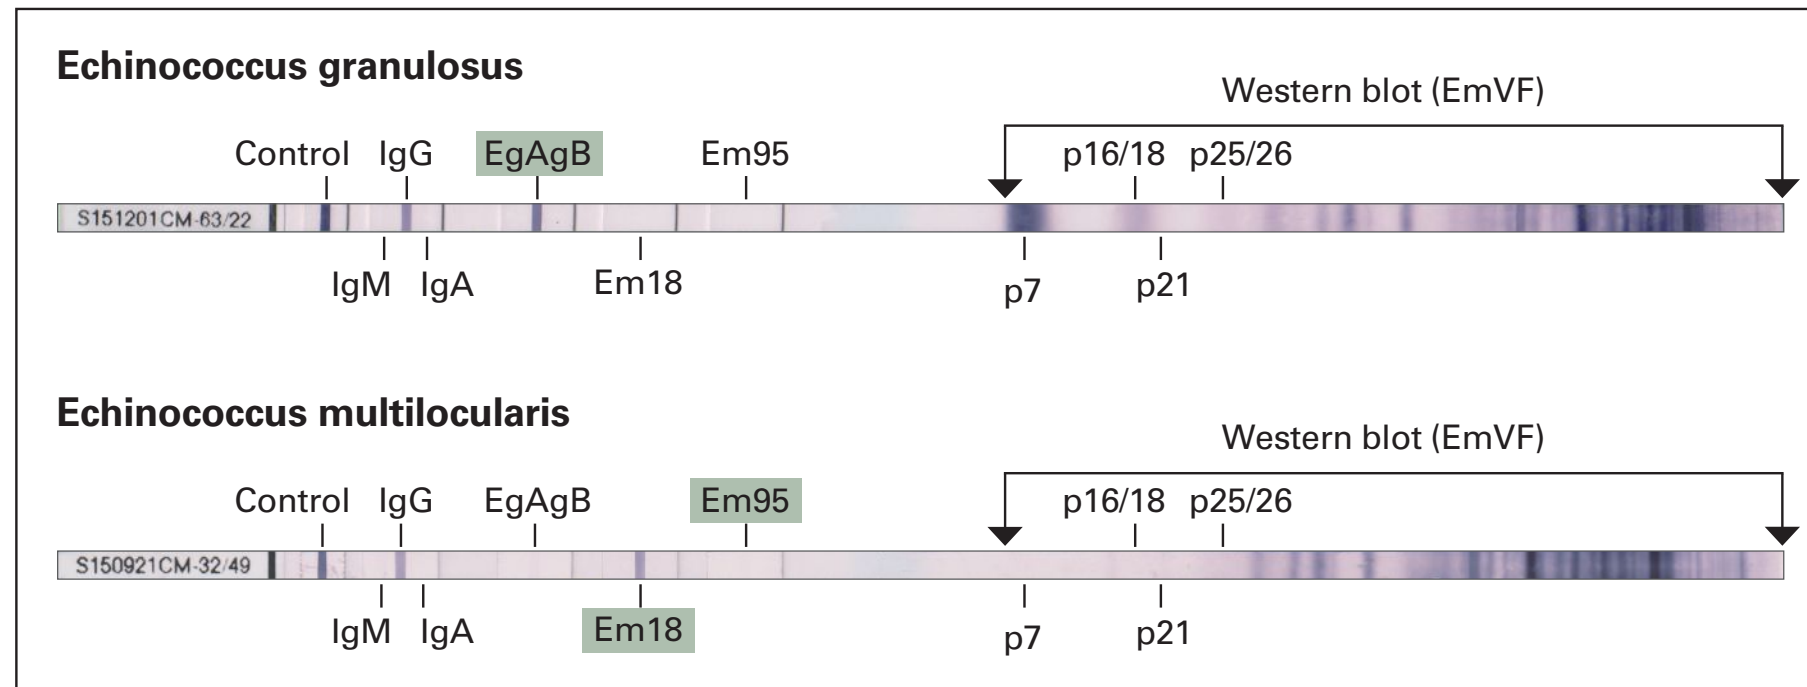 Echinococcus granulosus
Western blot (EmVF)
Control IgG EgAgB Em95 p16/18 p25/26
S151201CM-63/22
IgM IgA Em18 p7 p21
Echinococcus multilocularis
Western blot (EmVF)
Control IgG EgAgB Em95 p16/18 p25/26
S150921CM-32/49
IgM IgA Em18 p7 p21